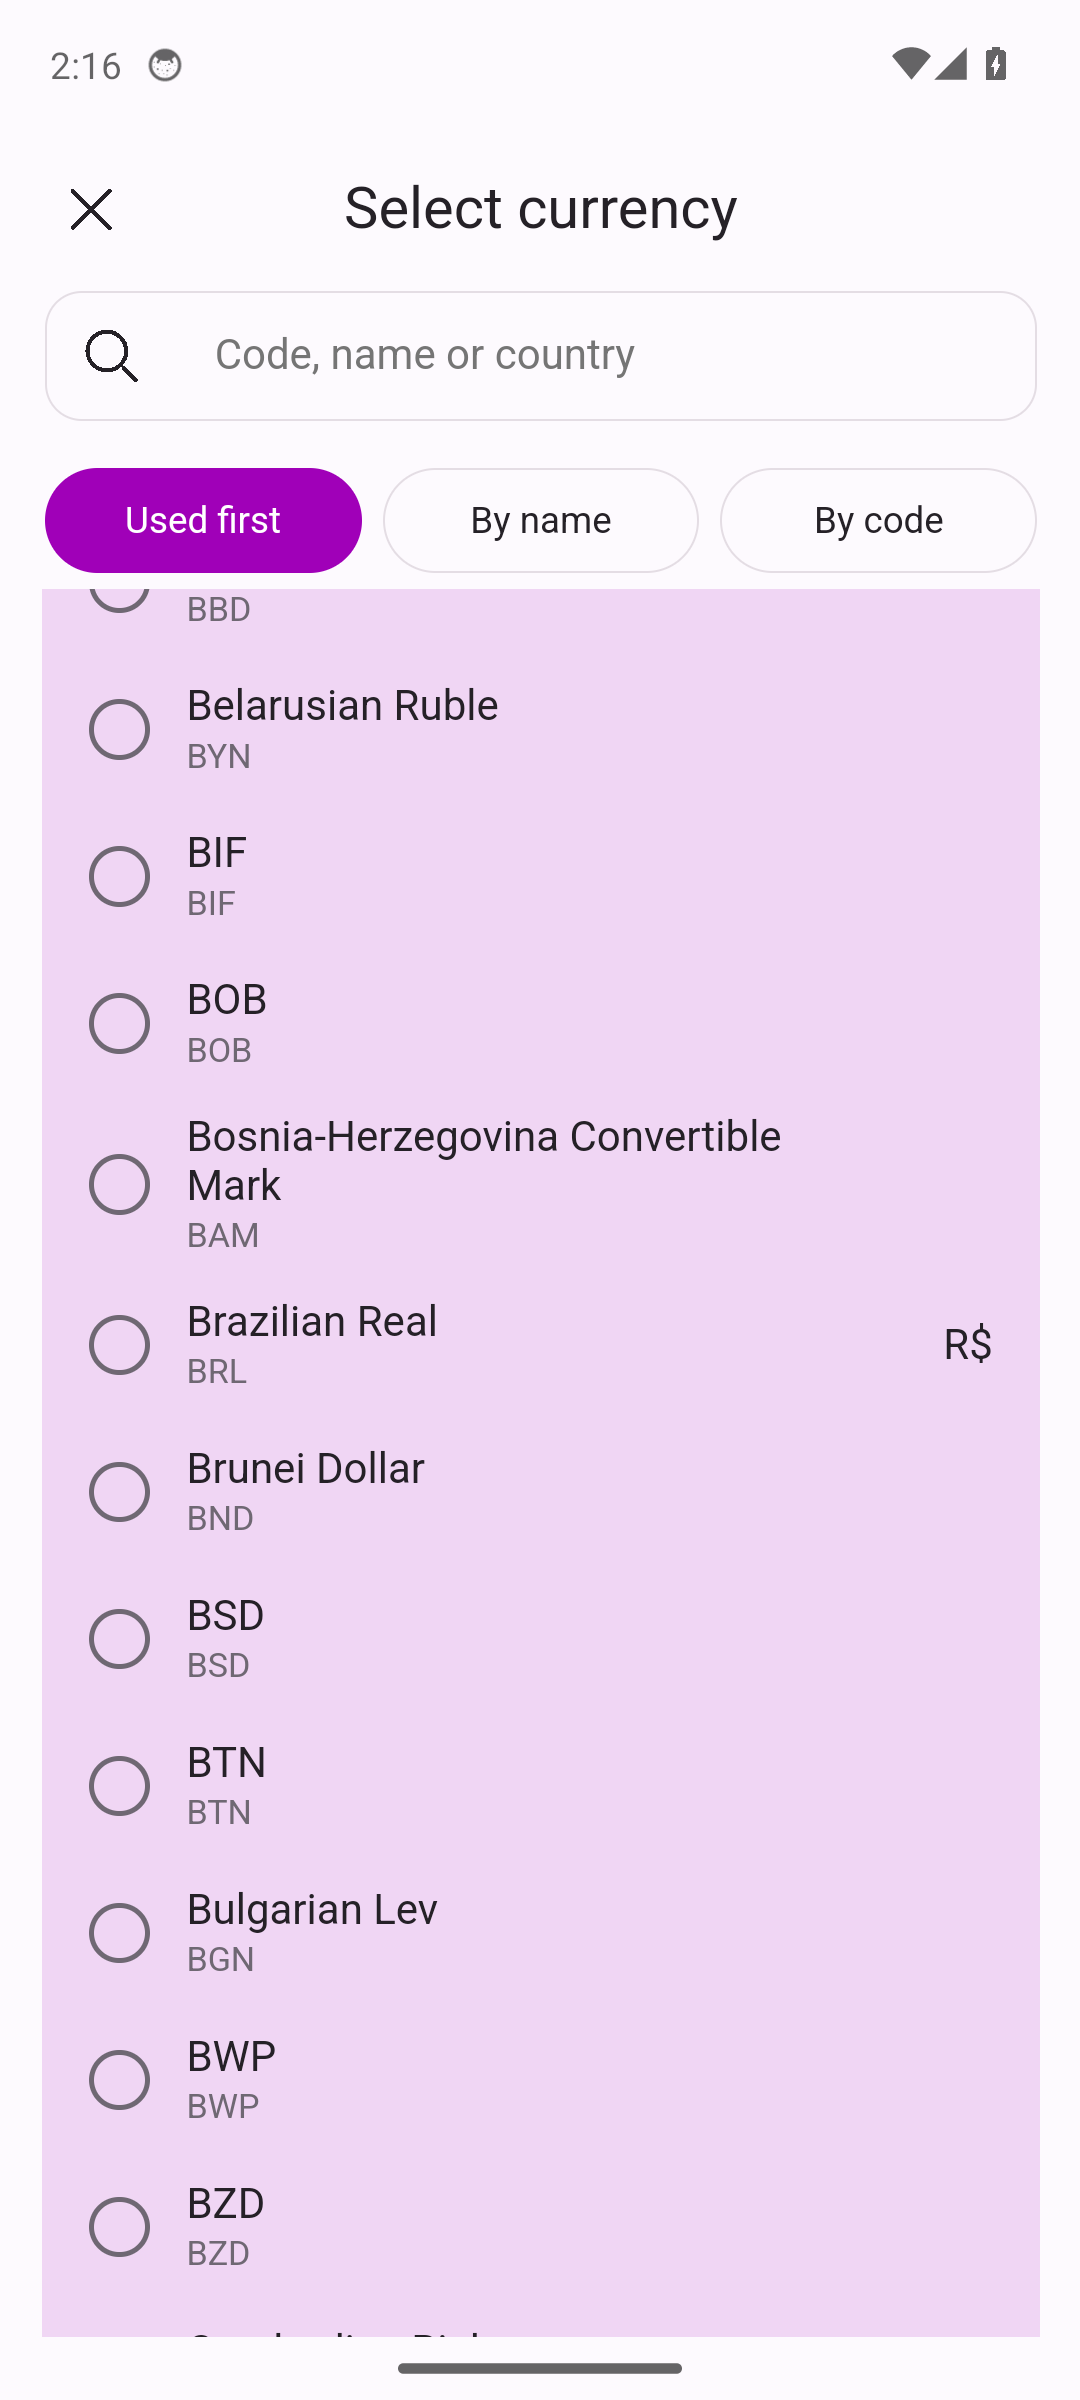 2:16
Select currency
Code, name or country
Used first
By name
By code
BBD
Belarusian Ruble
BYN
BIF
BIF
BOB
BOB
Bosnia-Herzegovina Convertible
Mark
BAM
Brazilian Real
BRL
R$
Brunei Dollar
BND
BSD
BSD
BTN
BTN
Bulgarian Lev
BGN
BWP
BWP
BZD
BZD